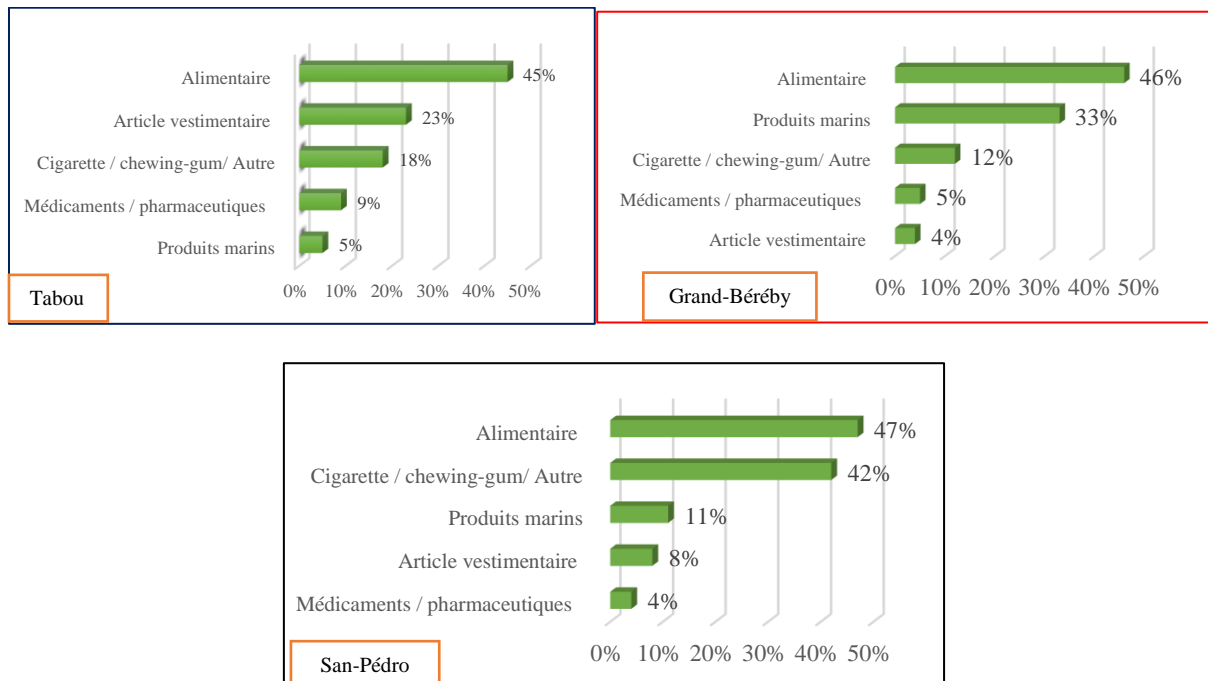 Alimentaire 45%
Article vestimentaire 23%
Cigarette / chewing-gum/ Autre 18%
Médicaments / pharmaceutiques 9%
Produits marins 5%
0% 10% 20% 30% 40% 50%
Tabou
Alimentaire 46%
Produits marins 33%
Cigarette / chewing-gum/ Autre 12%
Médicaments / pharmaceutiques 5%
Article vestimentaire 4%
0% 10% 20% 30% 40% 50%
Grand-Béréby
Alimentaire 47%
Cigarette / chewing-gum/ Autre 42%
Produits marins 11%
Article vestimentaire 8%
Médicaments / pharmaceutiques 4%
0% 10% 20% 30% 40% 50%
San-Pédro